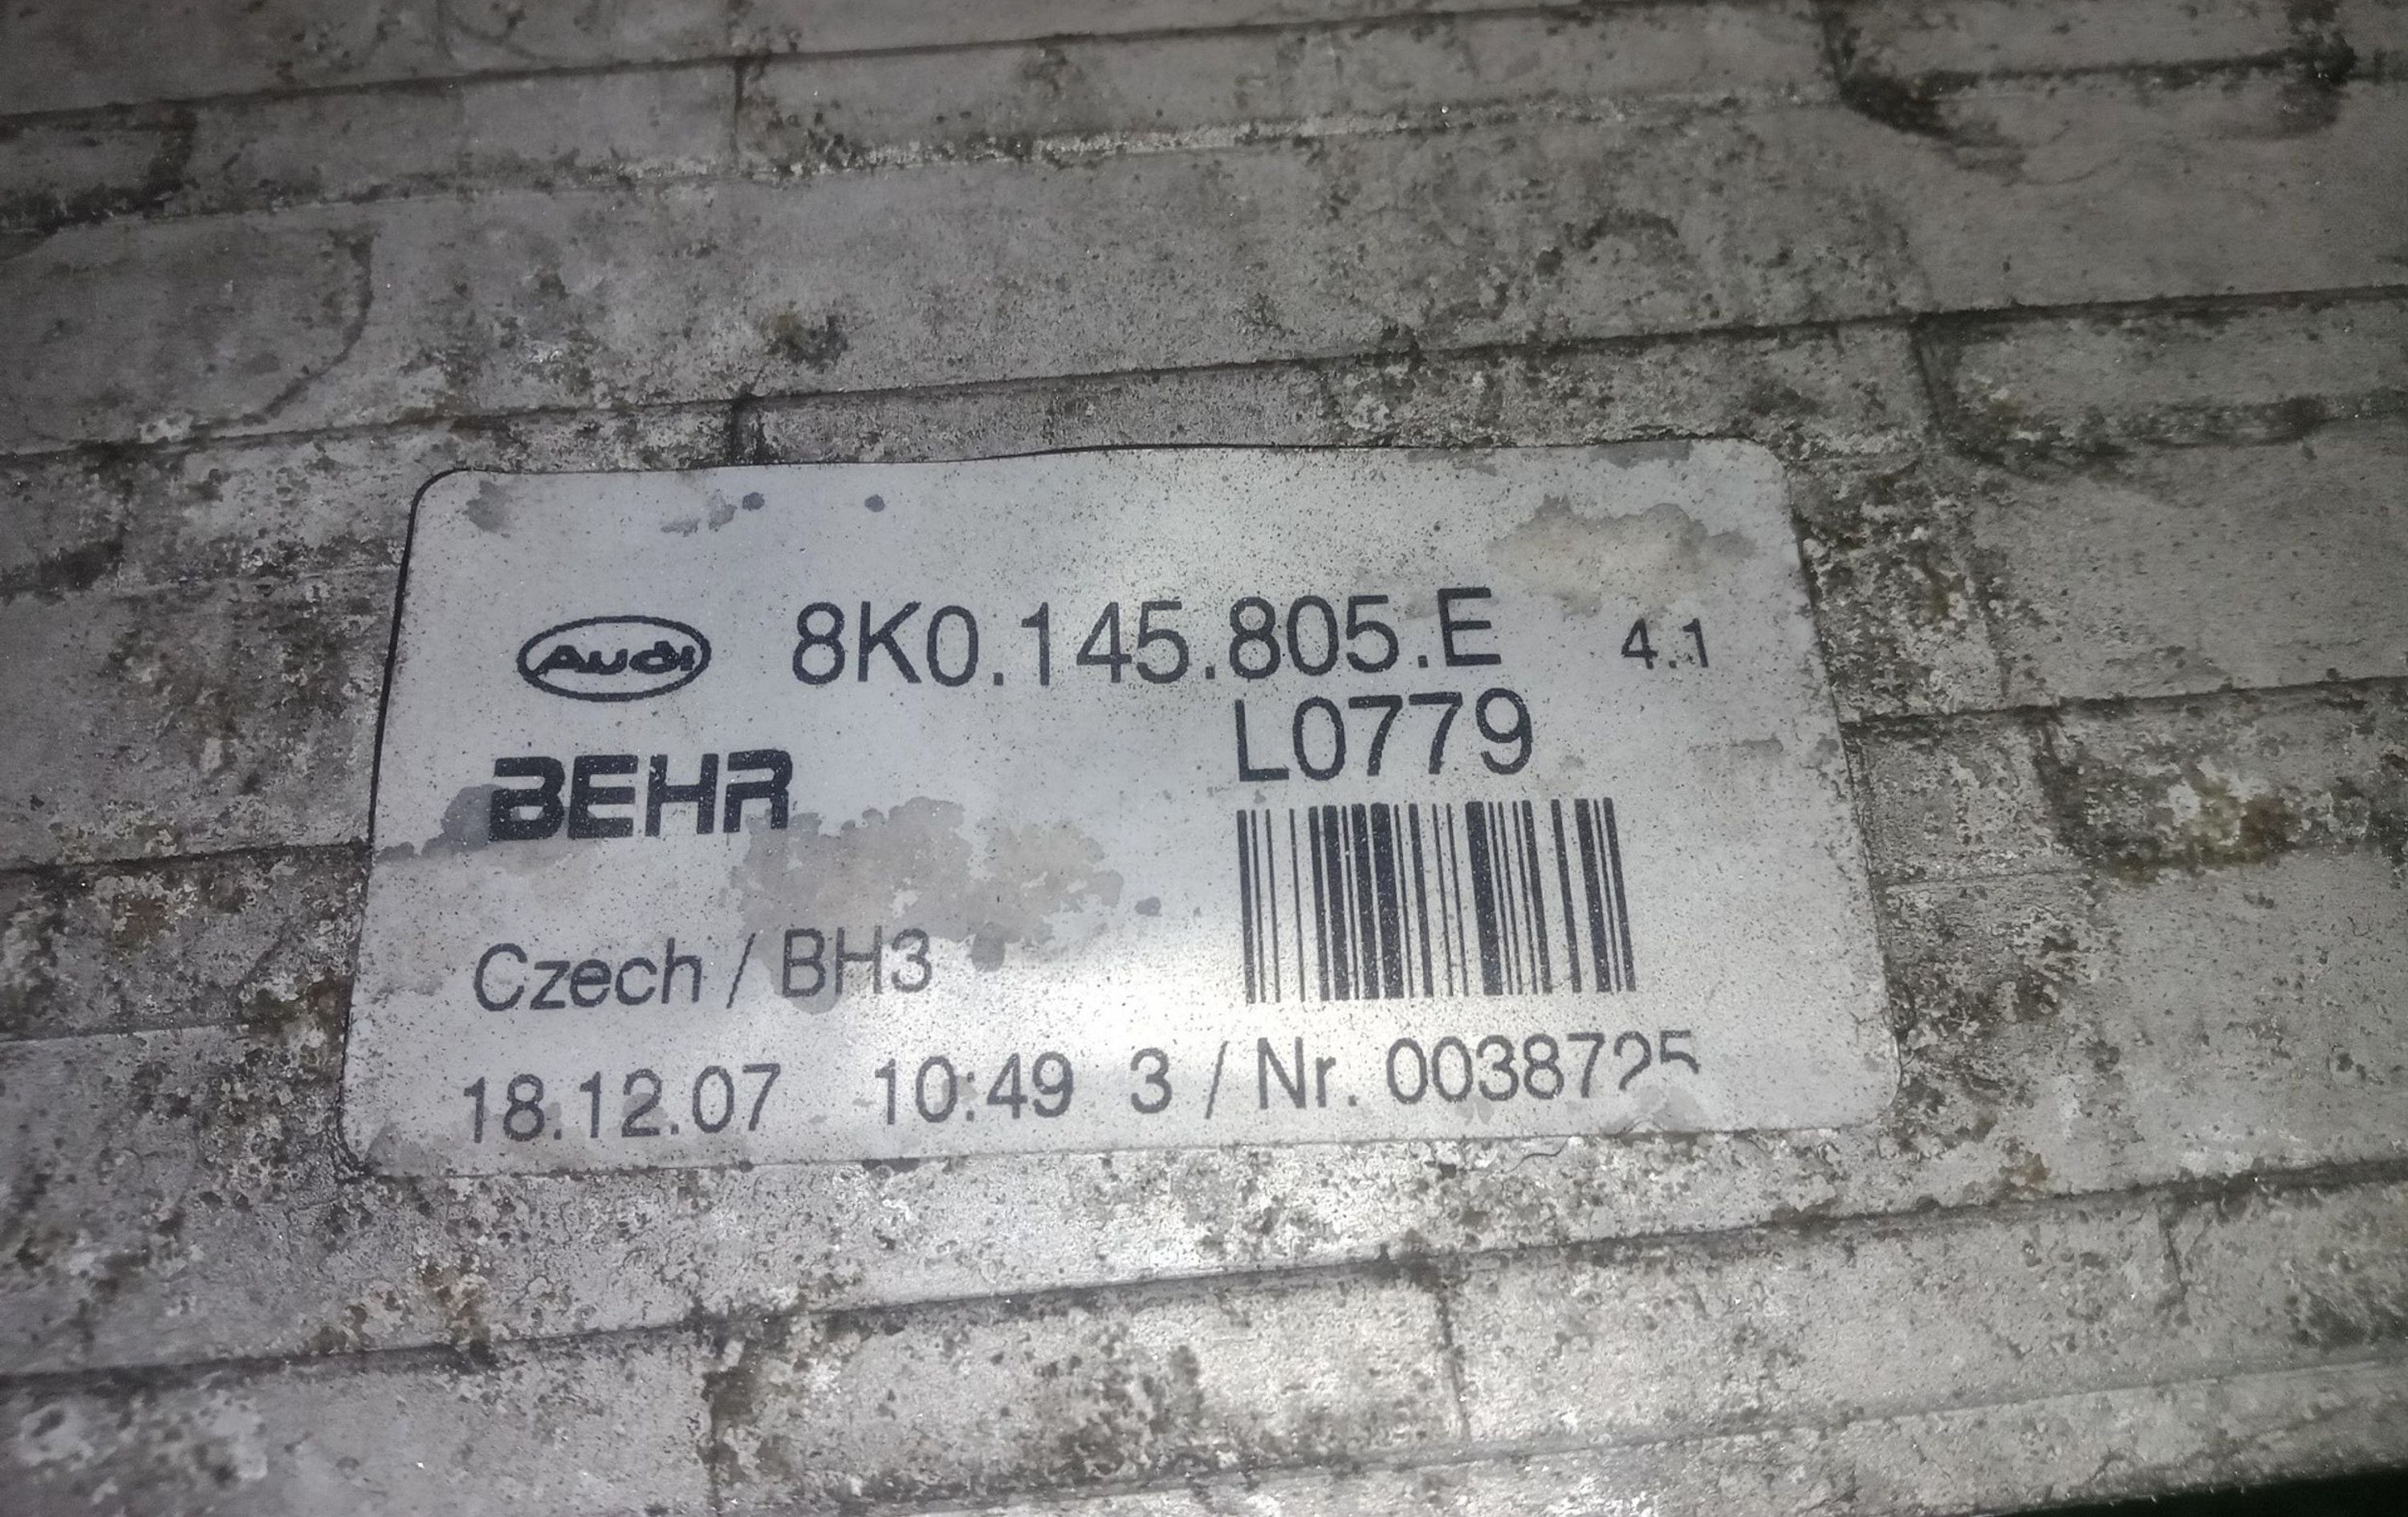 Audi 8K0.145.805.E 4.1
L0779
BEHR
Czech / BH3
18.12.07 10:49 3 / Nr. 0038725